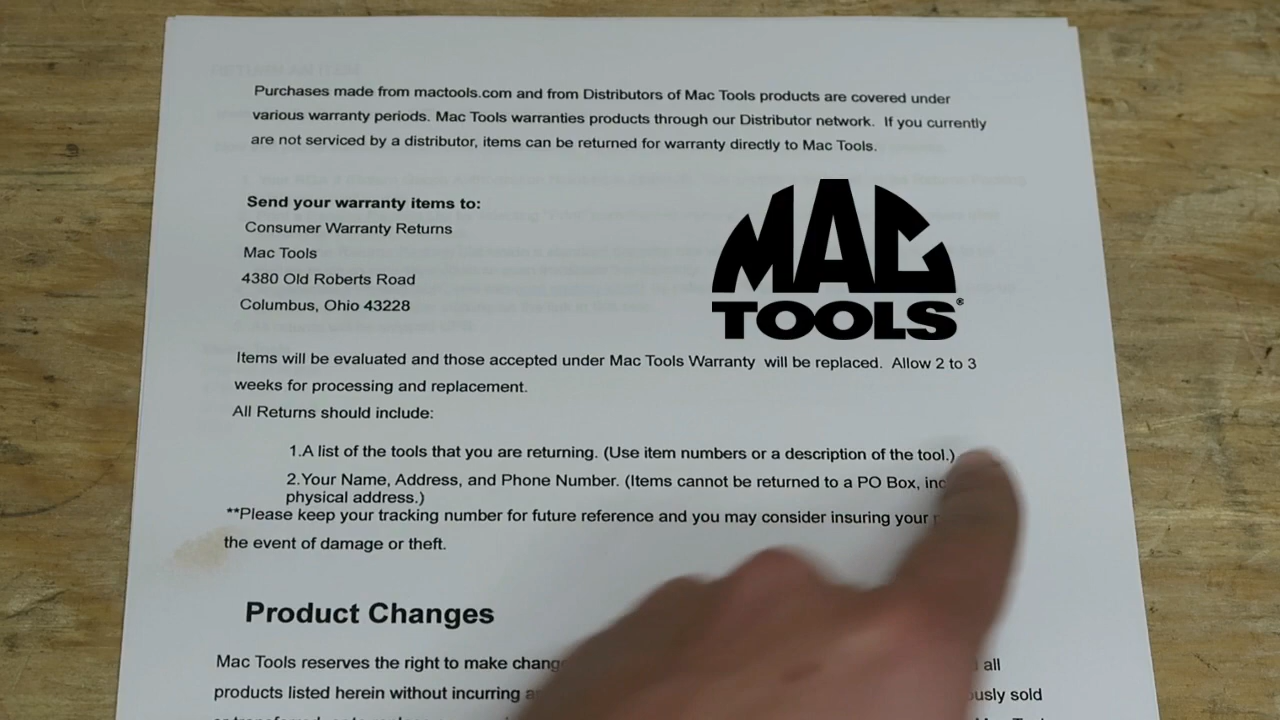 Purchases made from mactools.com and from Distributors of Mac Tools products are covered under
various warranty periods. Mac Tools warranties products through our Distributor network. If you currently
are not serviced by a distributor, items can be returned for warranty directly to Mac Tools.
Send your warranty items to:
Consumer Warranty Returns
Mac Tools
4380 Old Roberts Road
Columbus, Ohio 43228
MAC
TOOLS®
Items will be evaluated and those accepted under Mac Tools Warranty will be replaced. Allow 2 to 3
weeks for processing and replacement.
All Returns should include:
1.A list of the tools that you are returning. (Use item numbers or a description of the tool.)
2.Your Name, Address, and Phone Number. (Items cannot be returned to a PO Box,
physical address.)
**Please keep your tracking number for future reference and you may consider insuring your
the event of damage or theft.
Product Changes
Mac Tools reserves the right to make all
products listed herein without incurring sold